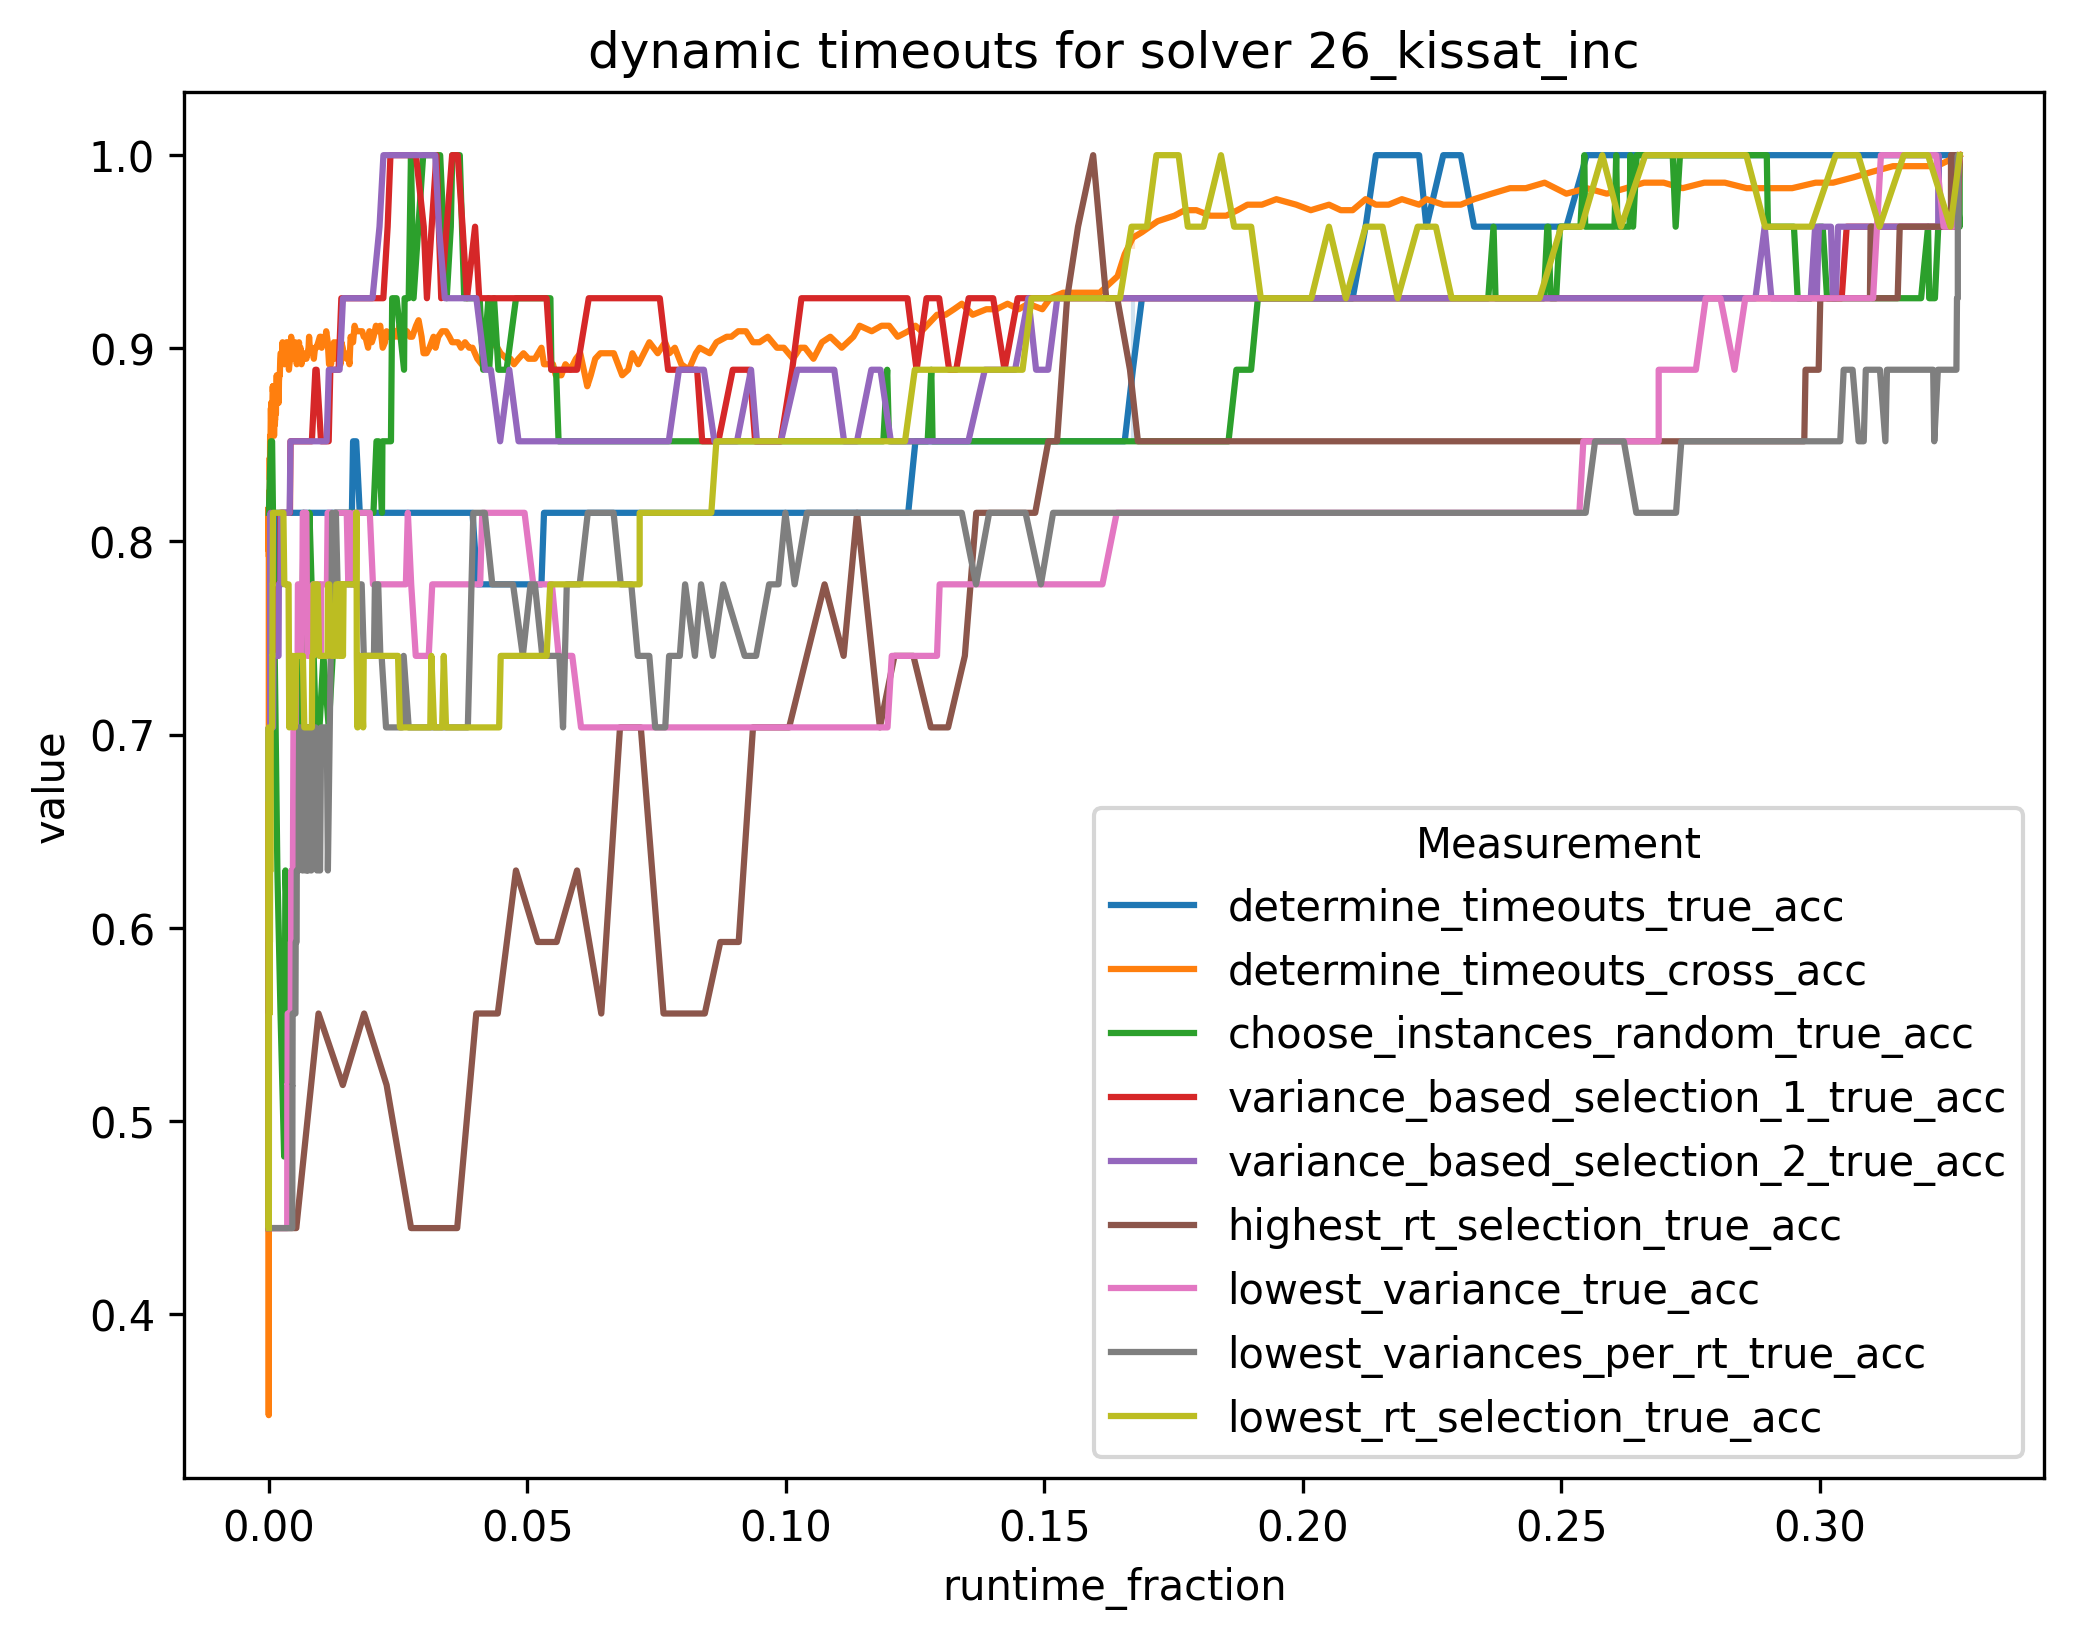 dynamic timeouts for solver 26_kissat_inc
1.0
0.9
0.8
0.7
0.6
0.5
0.4
value
0.00
0.05
0.10
0.15
0.20
0.25
0.30
runtime_fraction
Measurement
determine_timeouts_true_acc
determine_timeouts_cross_acc
choose_instances_random_true_acc
variance_based_selection_1_true_acc
variance_based_selection_2_true_acc
highest_rt_selection_true_acc
lowest_variance_true_acc
lowest_variances_per_rt_true_acc
lowest_rt_selection_true_acc